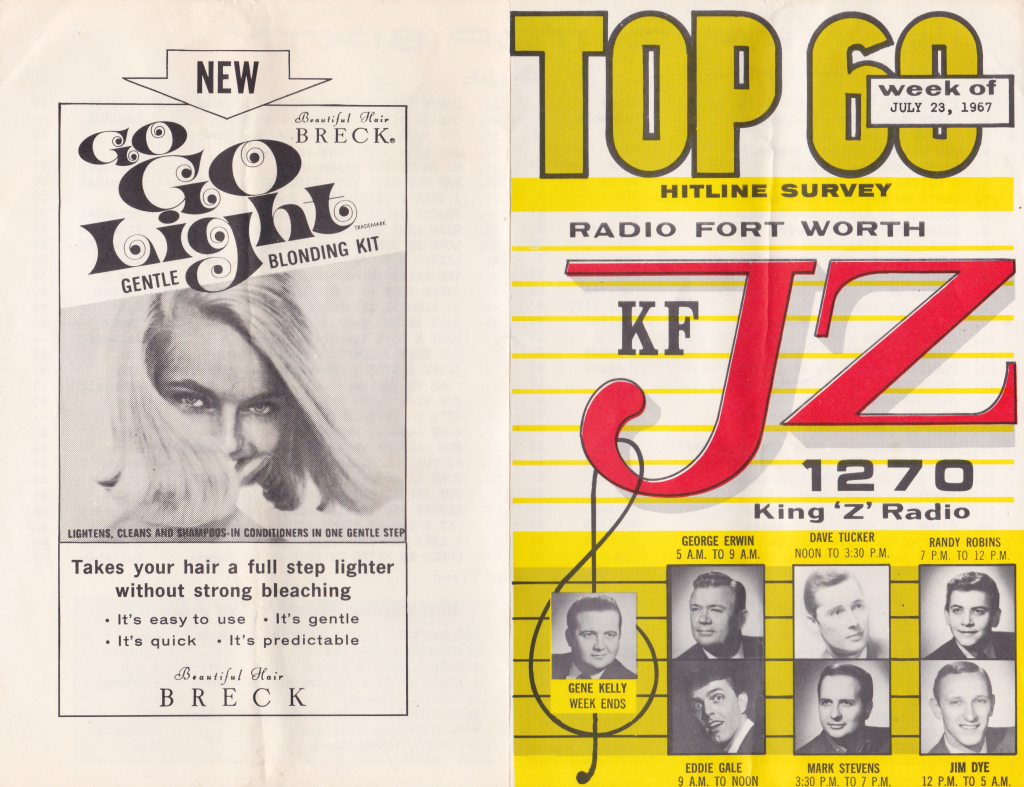 NEW
Beautiful Hair
BRECK®
GO
GO
Light
TRADEMARK
GENTLE BLONDING KIT
LIGHTENS, CLEANS AND SHAMPOOS-IN CONDITIONERS IN ONE GENTLE STEP
Takes your hair a full step lighter
without strong bleaching
• It's easy to use • It's gentle
• It's quick • It's predictable
Beautiful Hair
BRECK
TOP 60
week of
JULY 23, 1967
HITLINE SURVEY
RADIO FORT WORTH
KF JZ
1270
King 'Z' Radio
GEORGE ERWIN
5 A.M. TO 9 A.M.
DAVE TUCKER
NOON TO 3:30 P.M.
RANDY ROBINS
7 P.M. TO 12 P.M.
GENE KELLY
WEEK ENDS
EDDIE GALE
9 A.M. TO NOON
MARK STEVENS
3:30 P.M. TO 7 P.M.
JIM DYE
12 P.M. TO 5 A.M.